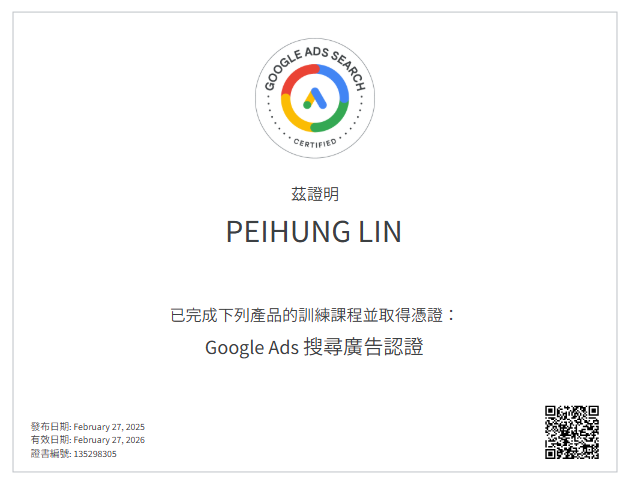 GOOGLE ADS SEARCH
CERTIFIED
茲證明
PEIHUNG LIN
已完成下列產品的訓練課程並取得憑證：
Google Ads 搜尋廣告認證
發布日期: February 27, 2025
有效日期: February 27, 2026
證書編號: 135298305